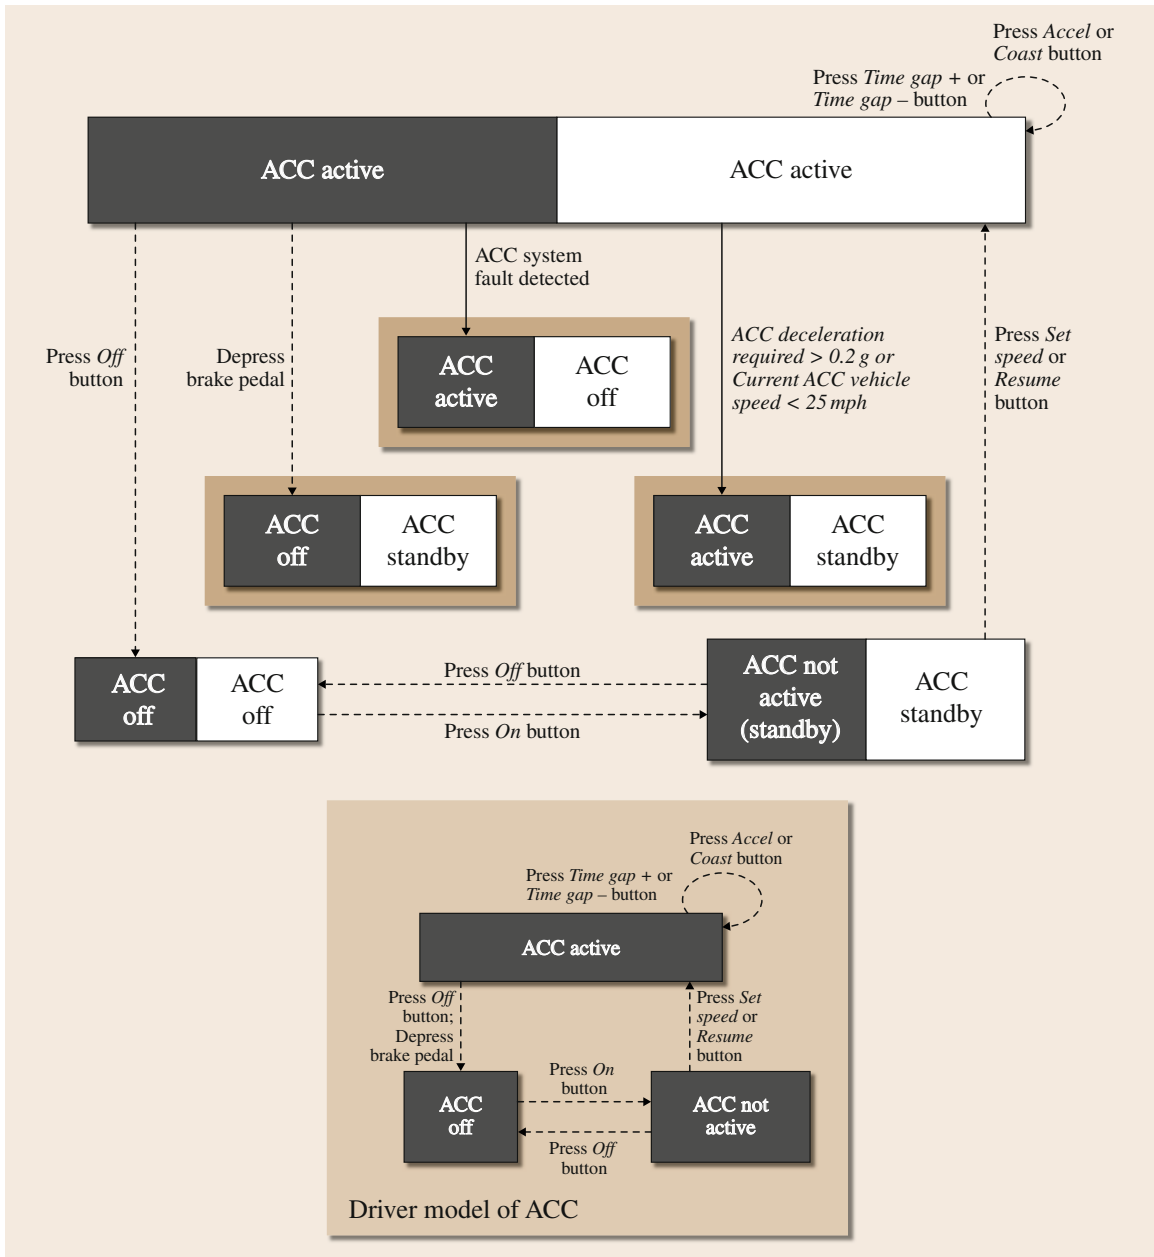 Press Accel or
Coast button
Press Time gap + or
Time gap – button
ACC active
ACC active
ACC system
fault detected
Press Off
button
Depress
brake pedal
ACC deceleration
required > 0.2 g or
Current ACC vehicle
speed < 25 mph
Press Set
speed or
Resume
button
ACC
active
ACC
off
ACC
off
ACC
standby
ACC
active
ACC
standby
ACC
off
ACC
off
Press Off button
Press On button
ACC not
active
(standby)
ACC
standby
Press Accel or
Coast button
Press Time gap + or
Time gap – button
ACC active
Press Off
button;
Depress
brake pedal
Press Set
speed or
Resume
button
ACC
off
Press On
button
Press Off
button
ACC not
active
Driver model of ACC